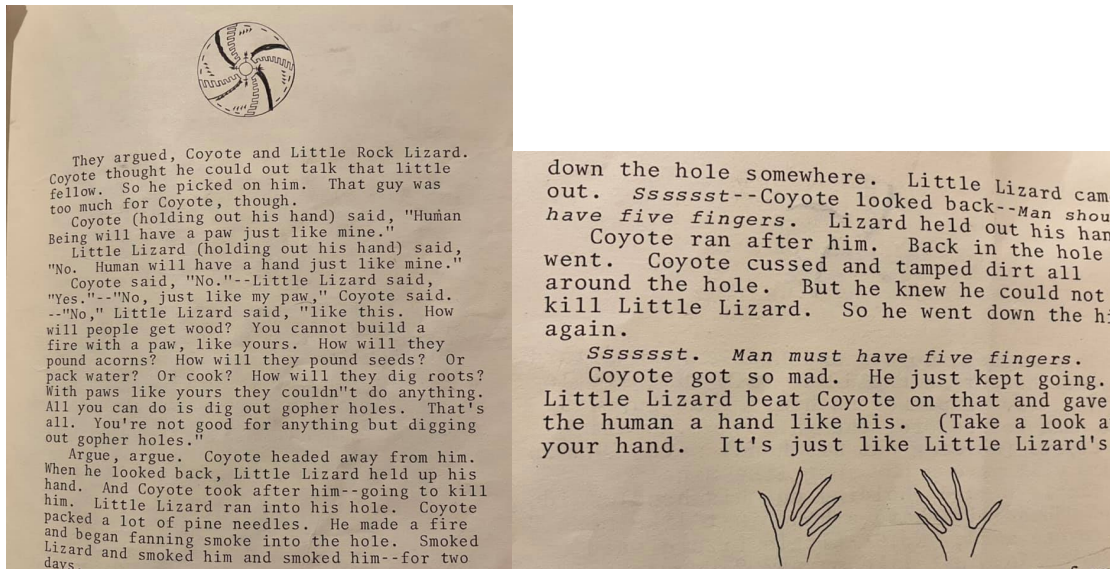 They argued, Coyote and Little Rock Lizard.
Coyote thought he could out talk that little
fellow.  So he picked on him.  That guy was
too much for Coyote, though.
Coyote (holding out his hand) said, "Human
Being will have a paw just like mine."
Little Lizard (holding out his hand) said,
"No.  Human will have a hand just like mine."
Coyote said, "No."--Little Lizard said,
"Yes."--"No, just like my paw," Coyote said.
--"No," Little Lizard said, "like this.  How
will people get wood?  You cannot build a
fire with a paw, like yours.  How will they
pound acorns?  How will they pound seeds?  Or
pack water?  Or cook?  How will they dig roots?
With paws like yours they couldn"t do anything.
All you can do is dig out gopher holes.  That's
all.  You're not good for anything but digging
out gopher holes."
Argue, argue.  Coyote headed away from him.
When he looked back, Little Lizard held up his
hand.  And Coyote took after him--going to kill
him.  Little Lizard ran into his hole.  Coyote
packed a lot of pine needles.  He made a fire
and began fanning smoke into the hole.  Smoked
Lizard and smoked him and smoked him--for two
days.
down the hole somewhere.  Little Lizard cam
out.  Sssssst--Coyote looked back--Man shou
have five fingers.  Lizard held out his han
Coyote ran after him.  Back in the hole
went.  Coyote cussed and tamped dirt all
around the hole.  But he knew he could not
kill Little Lizard.  So he went down the hi
again.
Sssssst.  Man must have five fingers.
Coyote got so mad.  He just kept going.
Little Lizard beat Coyote on that and gave
the human a hand like his.  (Take a look a
your hand.  It's just like Little Lizard's